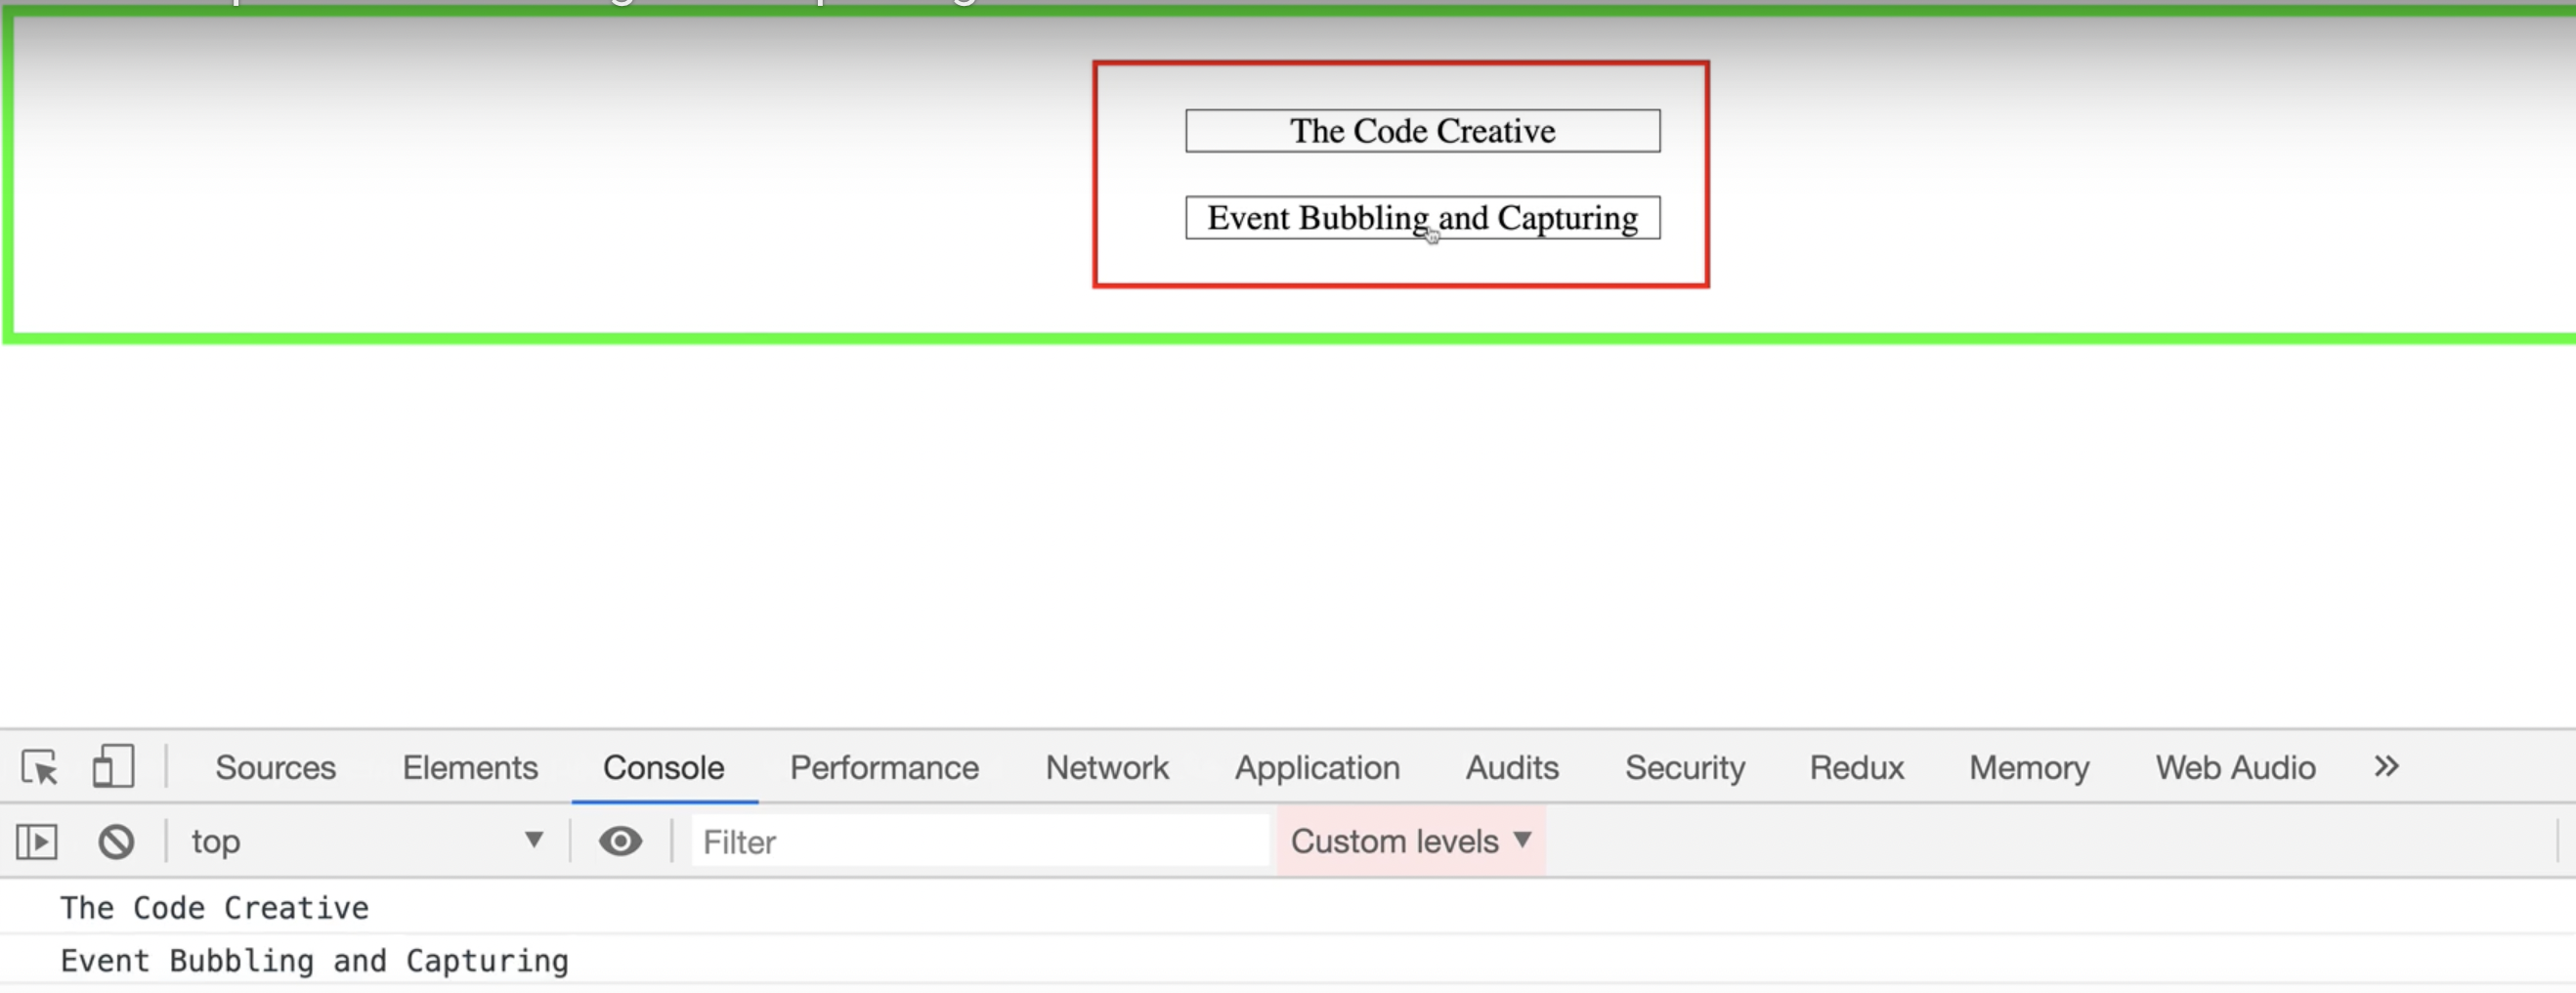 The Code Creative
Event Bubbling and Capturing
Sources Elements Console Performance Network Application Audits Security Redux Memory Web Audio »
top ▼ Filter Custom levels ▼
The Code Creative
Event Bubbling and Capturing